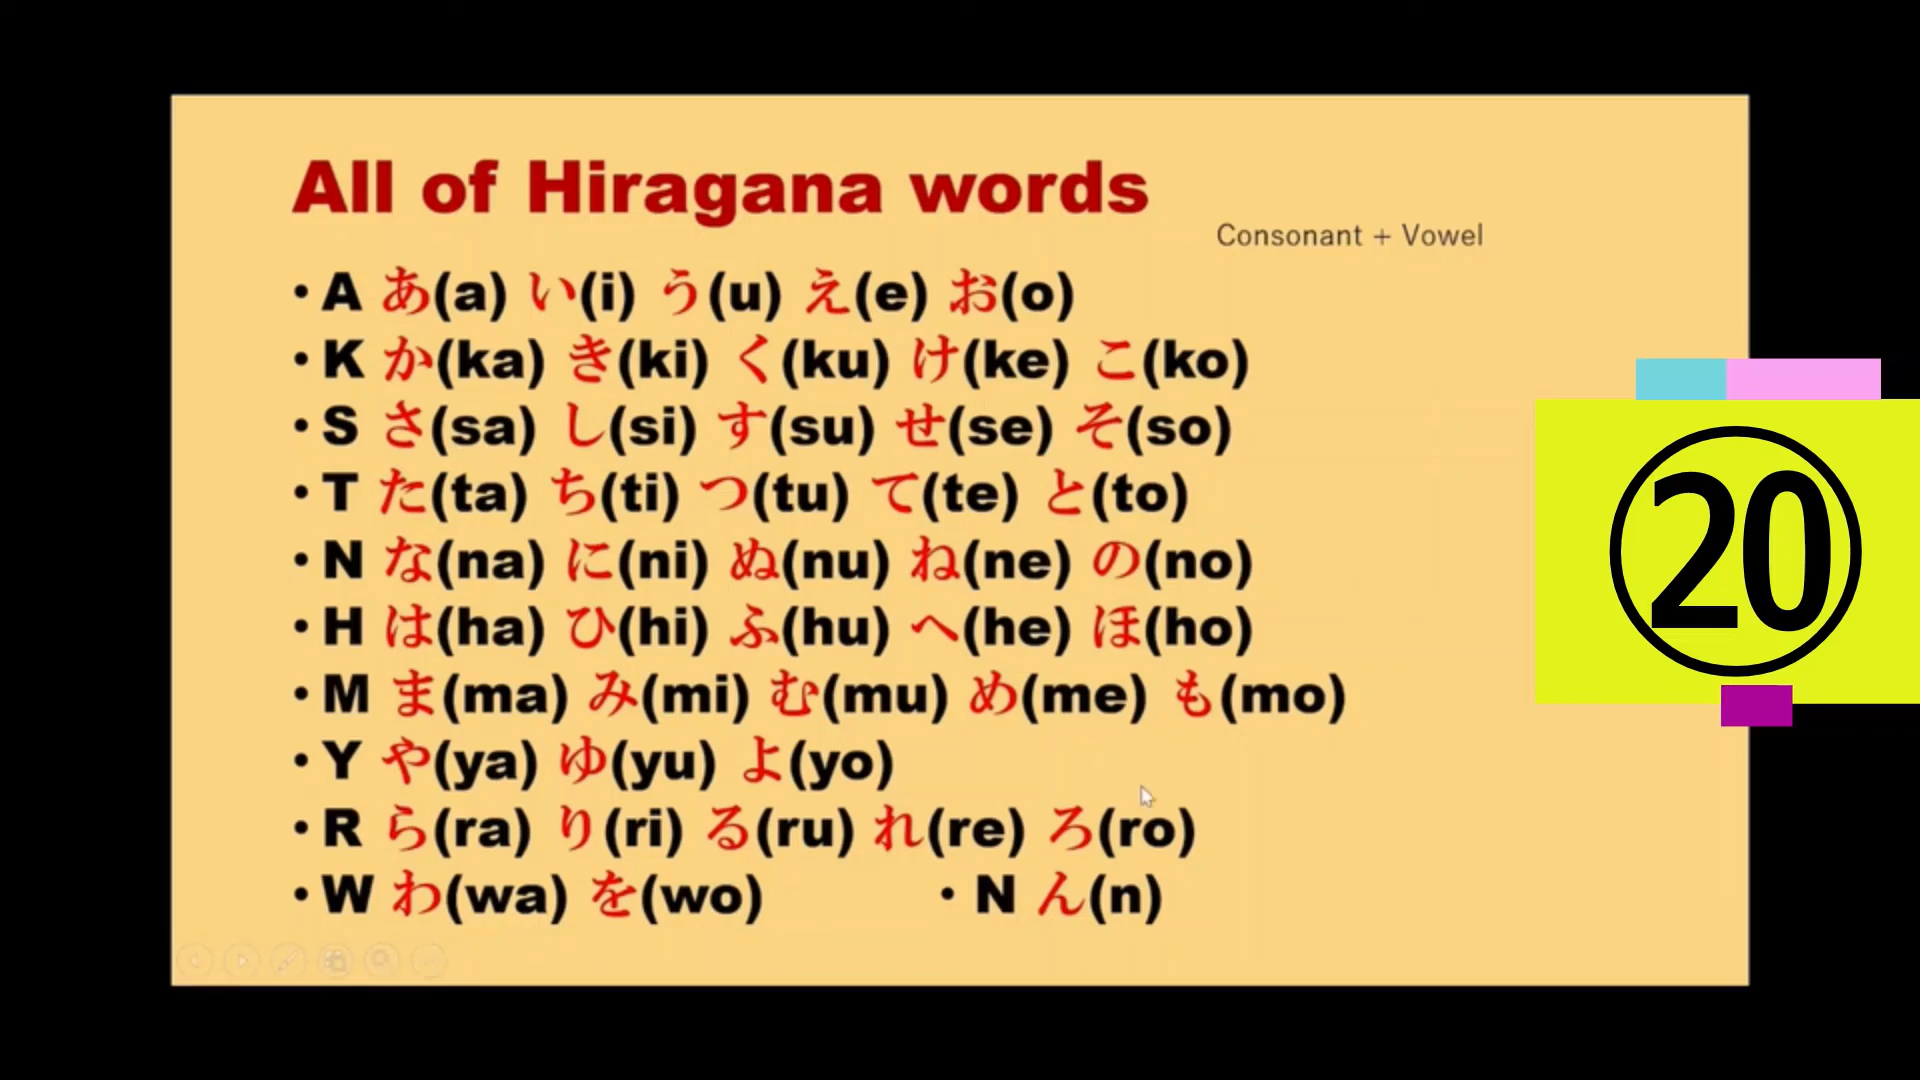 All of Hiragana words
Consonant + Vowel
• A あ(a) い(i) う(u) え(e) お(o)
• K か(ka) き(ki) く(ku) け(ke) こ(ko)
• S さ(sa) し(si) す(su) せ(se) そ(so)
• T た(ta) ち(ti) つ(tu) て(te) と(to)
• N な(na) に(ni) ぬ(nu) ね(ne) の(no)
• H は(ha) ひ(hi) ふ(hu) へ(he) ほ(ho)
• M ま(ma) み(mi) む(mu) め(me) も(mo)
• Y や(ya) ゆ(yu) よ(yo)
• R ら(ra) り(ri) る(ru) れ(re) ろ(ro)
• W わ(wa) を(wo) • N ん(n)
⑳